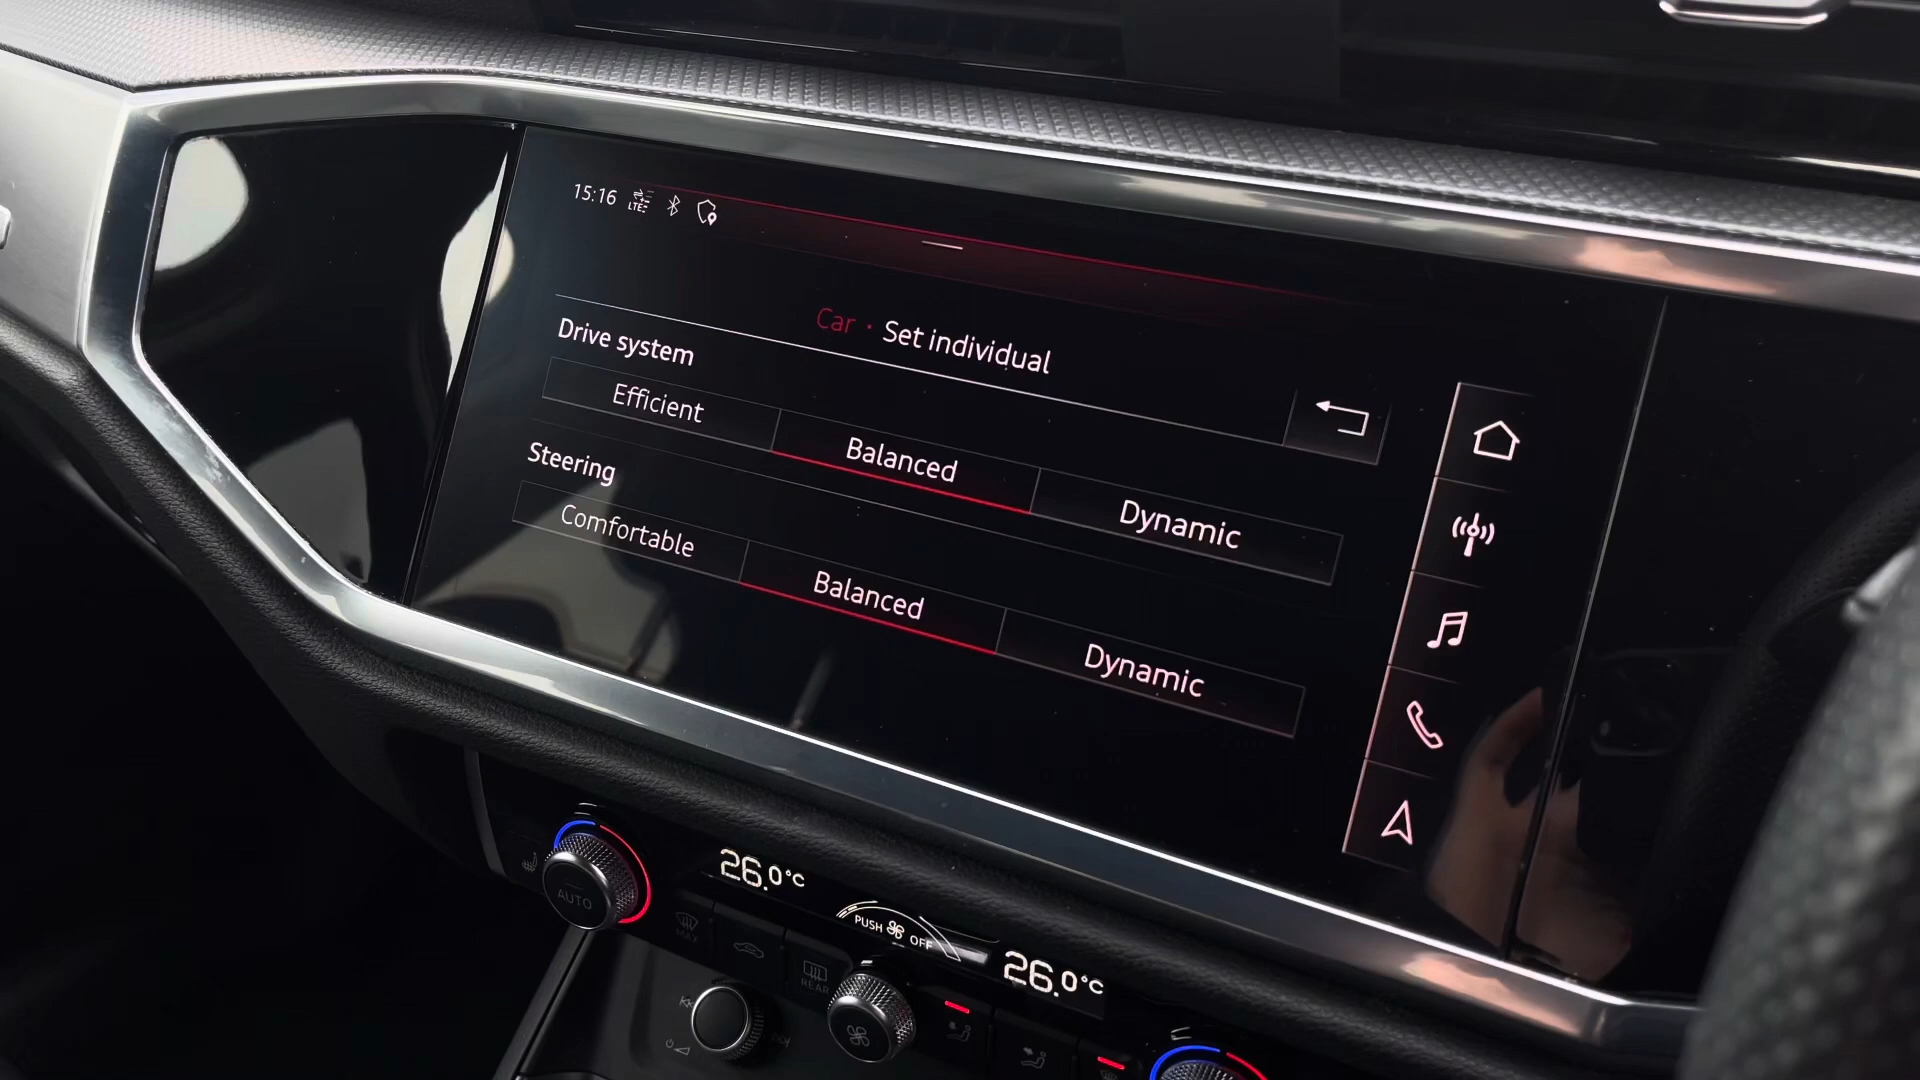 15:16 LTE
Car · Set individual
Drive system
Efficient Balanced Dynamic
Steering
Comfortable Balanced Dynamic
26.0°C
AUTO
PUSH OFF
MAX
REAR
26.0°C